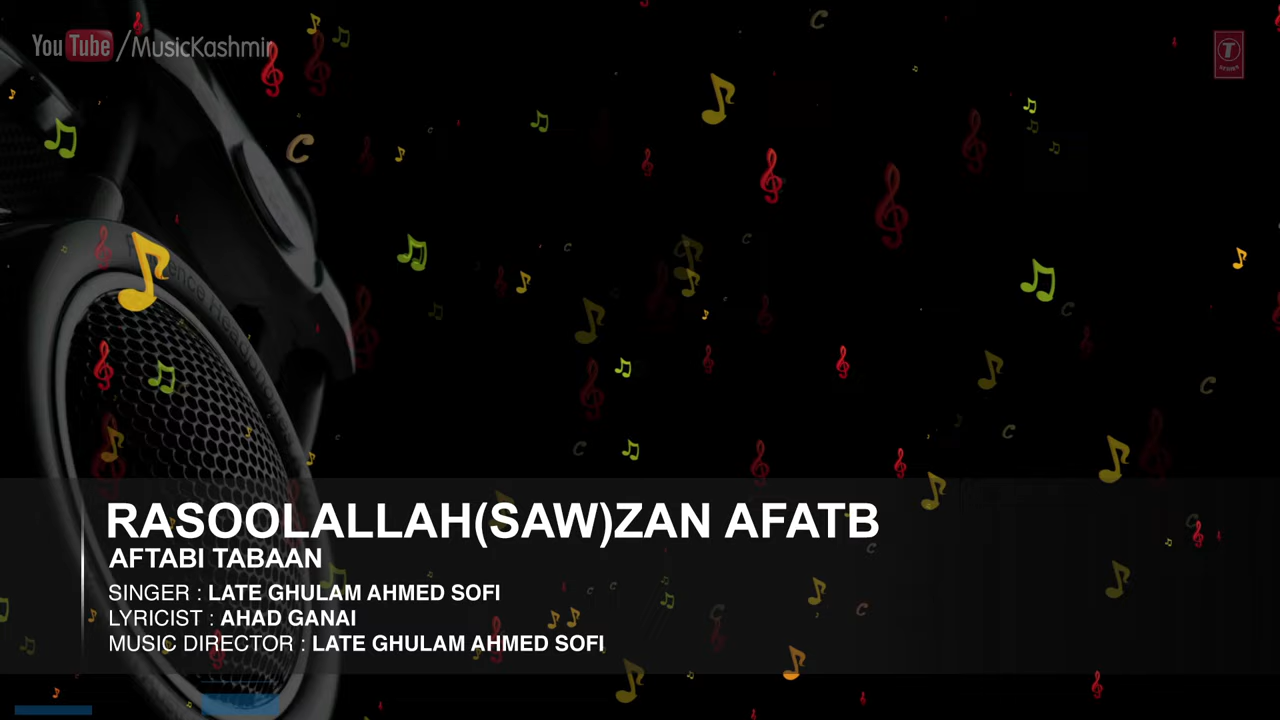 YouTube/MusicKashmir
T
SERIES
RASOOLALLAH(SAW)ZAN AFATB
AFTABI TABAAN
SINGER : LATE GHULAM AHMED SOFI
LYRICIST : AHAD GANAI
MUSIC DIRECTOR : LATE GHULAM AHMED SOFI